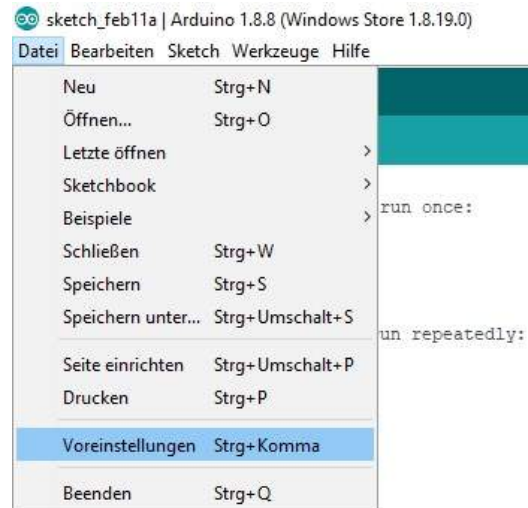 sketch_feb11a | Arduino 1.8.8 (Windows Store 1.8.19.0)
Datei Bearbeiten Sketch Werkzeuge Hilfe
Neu Strg+N
Öffnen... Strg+O
Letzte öffnen >
Sketchbook >
Beispiele >
run once:
Schließen Strg+W
Speichern Strg+S
Speichern unter... Strg+Umschalt+S
un repeatedly:
Seite einrichten Strg+Umschalt+P
Drucken Strg+P
Voreinstellungen Strg+Komma
Beenden Strg+Q